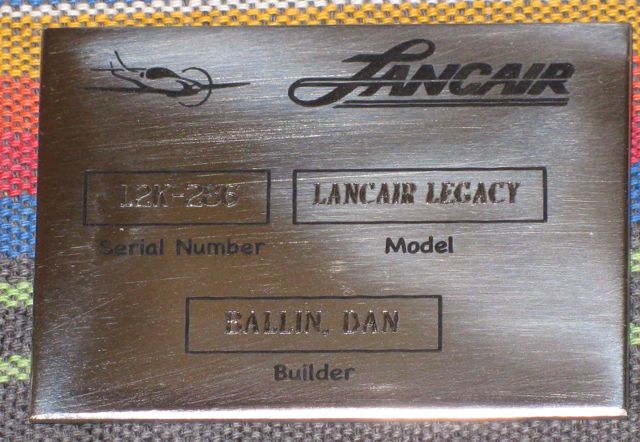 LANCAIR
L2K-286 LANCAIR LEGACY
Serial Number Model
BALLIN, DAN
Builder